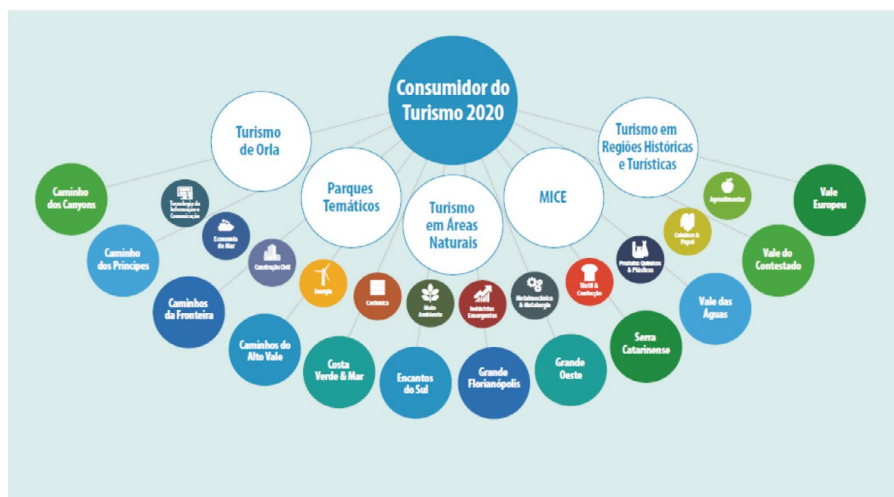 Consumidor do
Turismo 2020
Turismo
de Orla
Turismo em
Regiões Históricas
e Turísticas
Parques
Temáticos
MICE
Turismo
em Áreas
Naturais
Caminho
dos Canyons
Tecnologia da
Informação e
Comunicação
Economia
do Mar
Construção Civil
Energia
Cerâmica
Meio
Ambiente
Indústrias
Emergentes
Metalmecânica
& Metalurgia
Têxtil &
Confecção
Produtos Químicos
& Plásticos
Celulose &
Papel
Agroalimentar
Vale
Europeu
Caminho
dos Príncipes
Caminhos
da Fronteira
Caminhos do
Alto Vale
Costa
Verde & Mar
Encantos
do Sul
Grande
Florianópolis
Grande
Oeste
Serra
Catarinense
Vale das
Águas
Vale do
Contestado